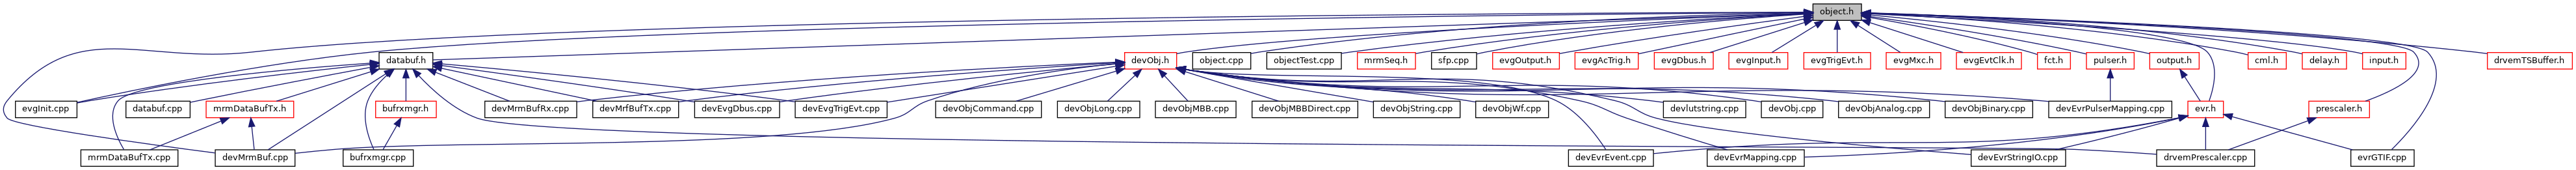 object.h
databuf.h
devObj.h
object.cpp
objectTest.cpp
mrmSeq.h
sfp.cpp
evgOutput.h
evgAcTrig.h
evgDbus.h
evgInput.h
evgTrigEvt.h
evgMxc.h
evgEvtClk.h
fct.h
pulser.h
output.h
cml.h
delay.h
input.h
drvemTSBuffer.h
evgInit.cpp
databuf.cpp
mrmDataBufTx.h
bufrxmgr.h
devMrmBufRx.cpp
devMrfBufTx.cpp
devEvgDbus.cpp
devEvgTrigEvt.cpp
devObjCommand.cpp
devObjLong.cpp
devObjMBB.cpp
devObjMBBDirect.cpp
devObjString.cpp
devObjWf.cpp
devlutstring.cpp
devObj.cpp
devObjAnalog.cpp
devObjBinary.cpp
devEvrPulserMapping.cpp
evr.h
prescaler.h
mrmDataBufTx.cpp
devMrmBuf.cpp
bufrxmgr.cpp
devEvrEvent.cpp
devEvrMapping.cpp
devEvrStringIO.cpp
drvemPrescaler.cpp
evrGTIF.cpp